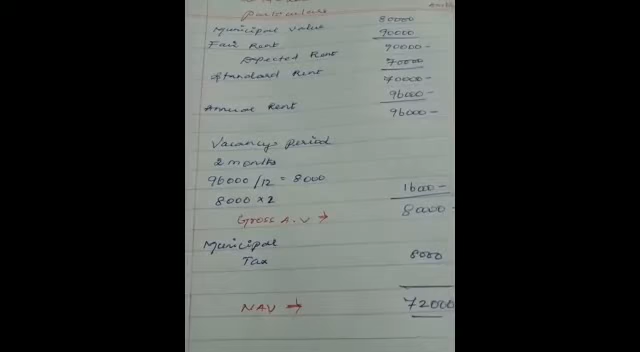 Particulars
Municipal Value 80000
Fair Rent 90000
Expected Rent 90000-
Standard Rent 70000
70000-
96000-
Annual Rent 96000-
Vacancy Period
2 months
96000/12 = 8000
8000 × 2 16000-
GROSS A.V → 80000-
Municipal
Tax 8000
NAV → 72000